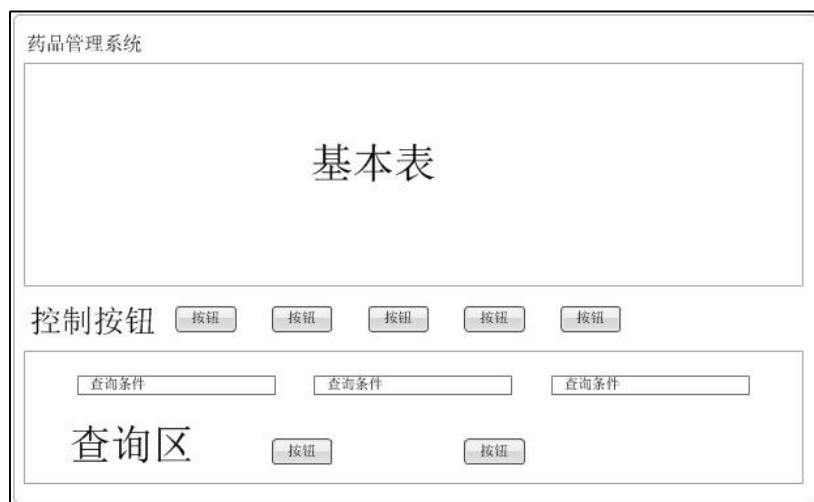 药品管理系统
基本表
控制按钮 按钮 按钮 按钮 按钮 按钮
查询条件 查询条件 查询条件
查询区 按钮 按钮